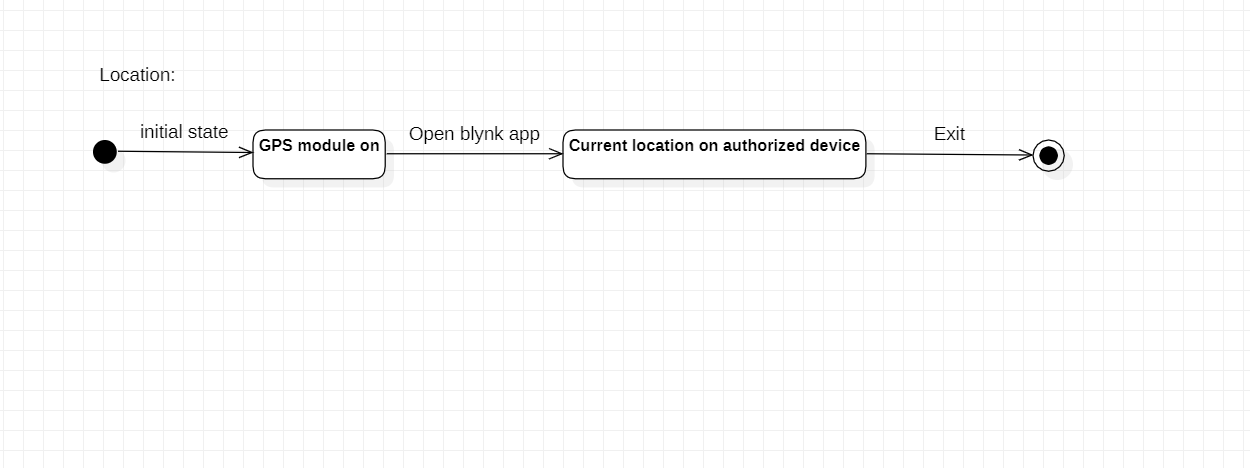 Location:
initial state
GPS module on
Open blynk app
Current location on authorized device
Exit